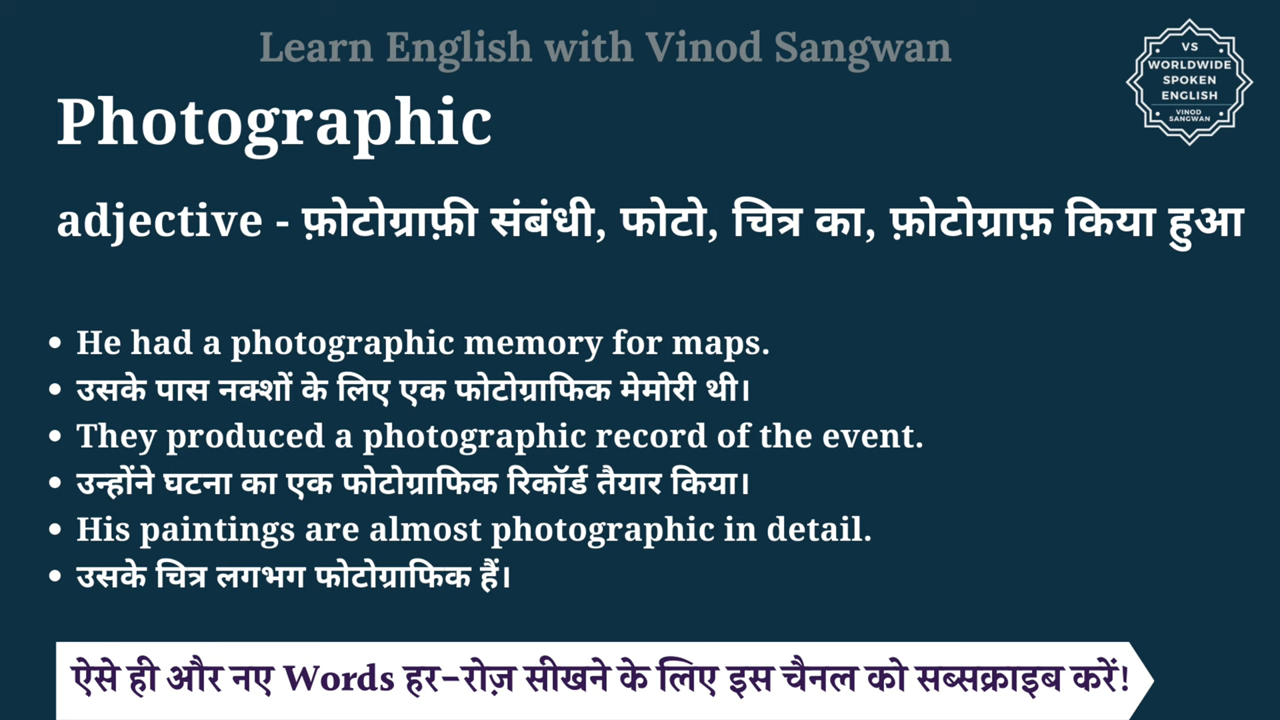 Learn English with Vinod Sangwan
VS
WORLDWIDE
SPOKEN
ENGLISH
VINOD
SANGWAN
Photographic
adjective - फ़ोटोग्राफ़ी संबंधी, फोटो, चित्र का, फ़ोटोग्राफ़ किया हुआ
• He had a photographic memory for maps.
• उसके पास नक्शों के लिए एक फोटोग्राफिक मेमोरी थी।
• They produced a photographic record of the event.
• उन्होंने घटना का एक फोटोग्राफिक रिकॉर्ड तैयार किया।
• His paintings are almost photographic in detail.
• उसके चित्र लगभग फोटोग्राफिक हैं।
ऐसे ही और नए Words हर-रोज़ सीखने के लिए इस चैनल को सब्सक्राइब करें!